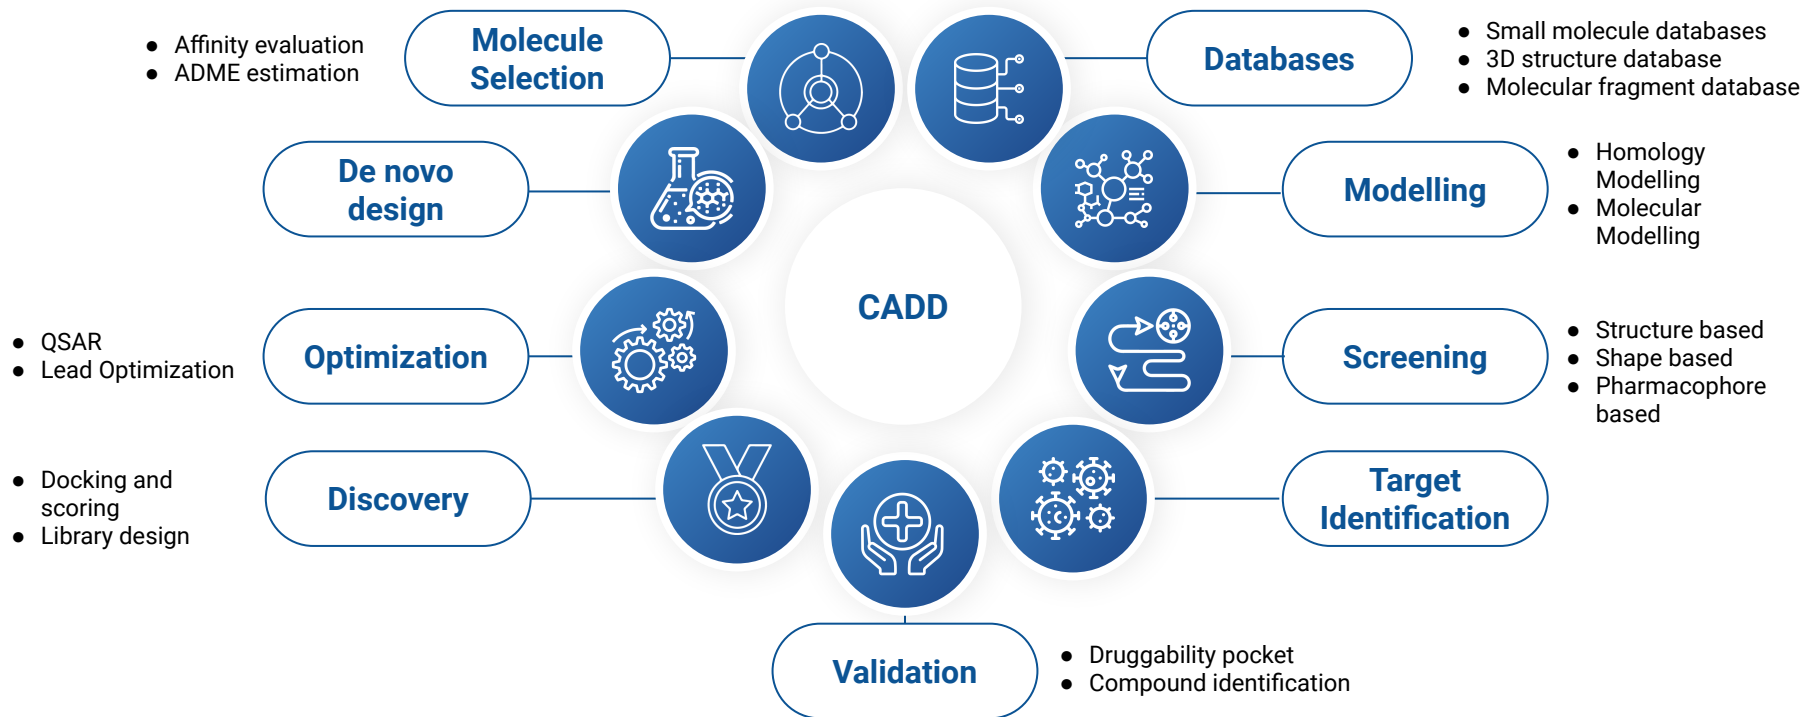 ● Affinity evaluation
● ADME estimation
Molecule
Selection
Databases
● Small molecule databases
● 3D structure database
● Molecular fragment database
De novo
design
Modelling
● Homology
Modelling
● Molecular
Modelling
CADD
● QSAR
● Lead Optimization
Optimization
Screening
● Structure based
● Shape based
● Pharmacophore
based
● Docking and
scoring
● Library design
Discovery
Target
Identification
Validation
● Druggability pocket
● Compound identification